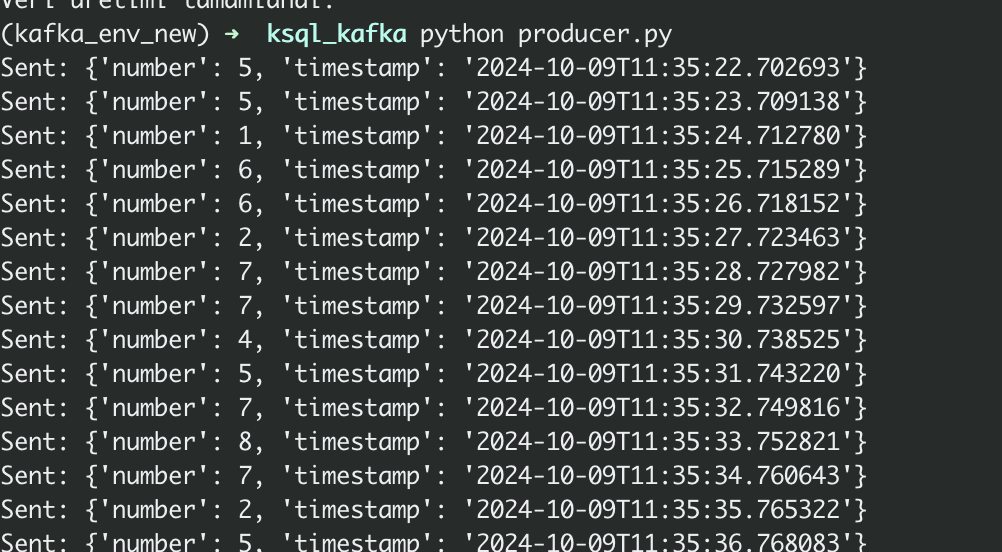 veri üretimi tamamlandı.
(kafka_env_new) → ksql_kafka python producer.py
Sent: {'number': 5, 'timestamp': '2024-10-09T11:35:22.702693'}
Sent: {'number': 5, 'timestamp': '2024-10-09T11:35:23.709138'}
Sent: {'number': 1, 'timestamp': '2024-10-09T11:35:24.712780'}
Sent: {'number': 6, 'timestamp': '2024-10-09T11:35:25.715289'}
Sent: {'number': 6, 'timestamp': '2024-10-09T11:35:26.718152'}
Sent: {'number': 2, 'timestamp': '2024-10-09T11:35:27.723463'}
Sent: {'number': 7, 'timestamp': '2024-10-09T11:35:28.727982'}
Sent: {'number': 7, 'timestamp': '2024-10-09T11:35:29.732597'}
Sent: {'number': 4, 'timestamp': '2024-10-09T11:35:30.738525'}
Sent: {'number': 5, 'timestamp': '2024-10-09T11:35:31.743220'}
Sent: {'number': 7, 'timestamp': '2024-10-09T11:35:32.749816'}
Sent: {'number': 8, 'timestamp': '2024-10-09T11:35:33.752821'}
Sent: {'number': 7, 'timestamp': '2024-10-09T11:35:34.760643'}
Sent: {'number': 2, 'timestamp': '2024-10-09T11:35:35.765322'}
Sent: {'number': 5, 'timestamp': '2024-10-09T11:35:36.768083'}